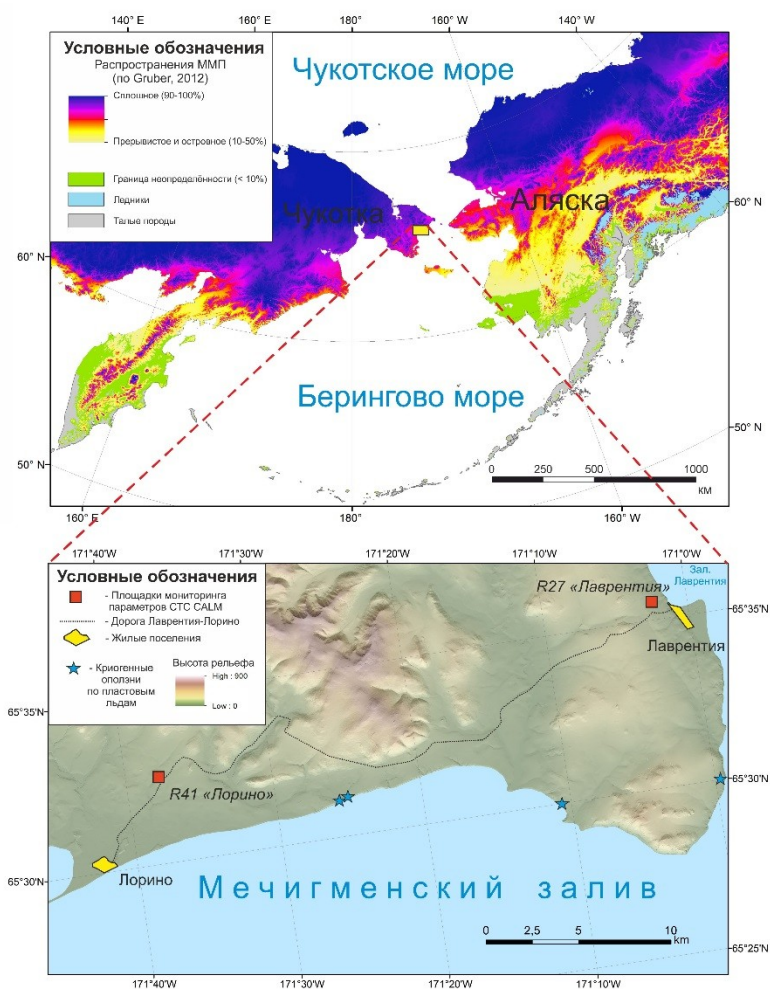 140° E
160° E
180°
160° W
140° W
Условные обозначения
Распространения ММП
(по Gruber, 2012)
Сплошное (90-100%)
Прерывистое и островное (10-50%)
Граница неопределённости (< 10%)
Ледники
Талые породы
Чукотское море
Чукотка
Аляска
60° N
60° N
Берингово море
50° N
50° N
0 250 500 1000
км
160° E
180°
160° W
171°40'W
171°30'W
171°20'W
171°10'W
171°0'W
Условные обозначения
- Площадки мониторинга
параметров СТС CALM
- Дорога Лаврентия-Лорино
- Жилые поселения
- Криогенные
оползни
по пластовым
льдам
Высота рельефа
High : 900
Low : 0
Зал.
Лаврентия
R27 «Лаврентия»
Лаврентия
65°35'N
65°35'N
R41 «Лорино»
65°30'N
65°30'N
Лорино
Мечигменский залив
0 2,5 5 10
km
65°25'N
171°40'W
171°30'W
171°20'W
171°10'W